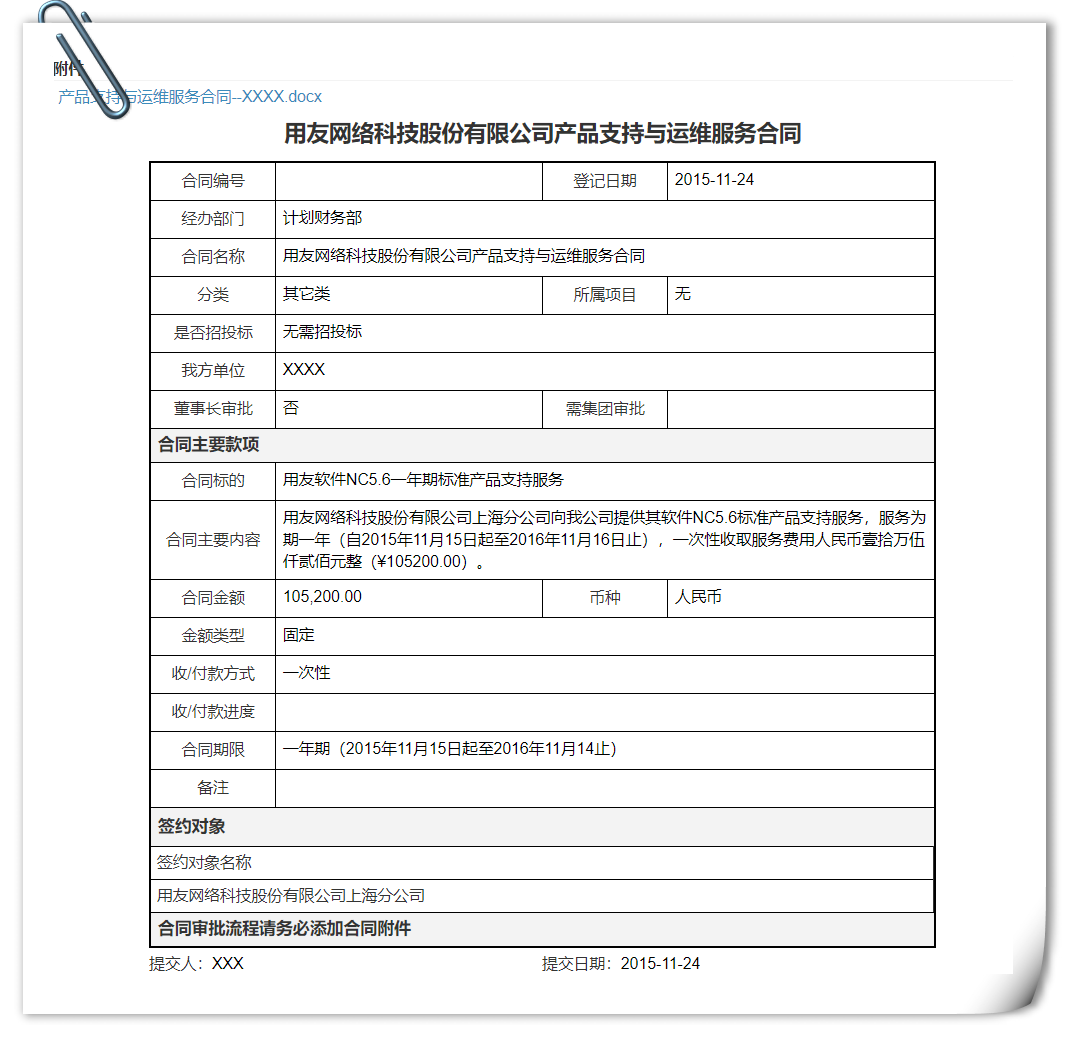 附件
产品支持与运维服务合同--XXXX.docx
用友网络科技股份有限公司产品支持与运维服务合同
合同编号 登记日期 2015-11-24
经办部门 计划财务部
合同名称 用友网络科技股份有限公司产品支持与运维服务合同
分类 其它类 所属项目 无
是否招投标 无需招投标
我方单位 XXXX
董事长审批 否 需集团审批
合同主要款项
合同标的 用友软件NC5.6一年期标准产品支持服务
合同主要内容 用友网络科技股份有限公司上海分公司向我公司提供其软件NC5.6标准产品支持服务，服务为
期一年（自2015年11月15日起至2016年11月16日止），一次性收取服务费用人民币壹拾万伍
仟贰佰元整（¥105200.00）。
合同金额 105,200.00 币种 人民币
金额类型 固定
收/付款方式 一次性
收/付款进度
合同期限 一年期（2015年11月15日起至2016年11月14止）
备注
签约对象
签约对象名称
用友网络科技股份有限公司上海分公司
合同审批流程请务必添加合同附件
提交人：XXX 提交日期：2015-11-24